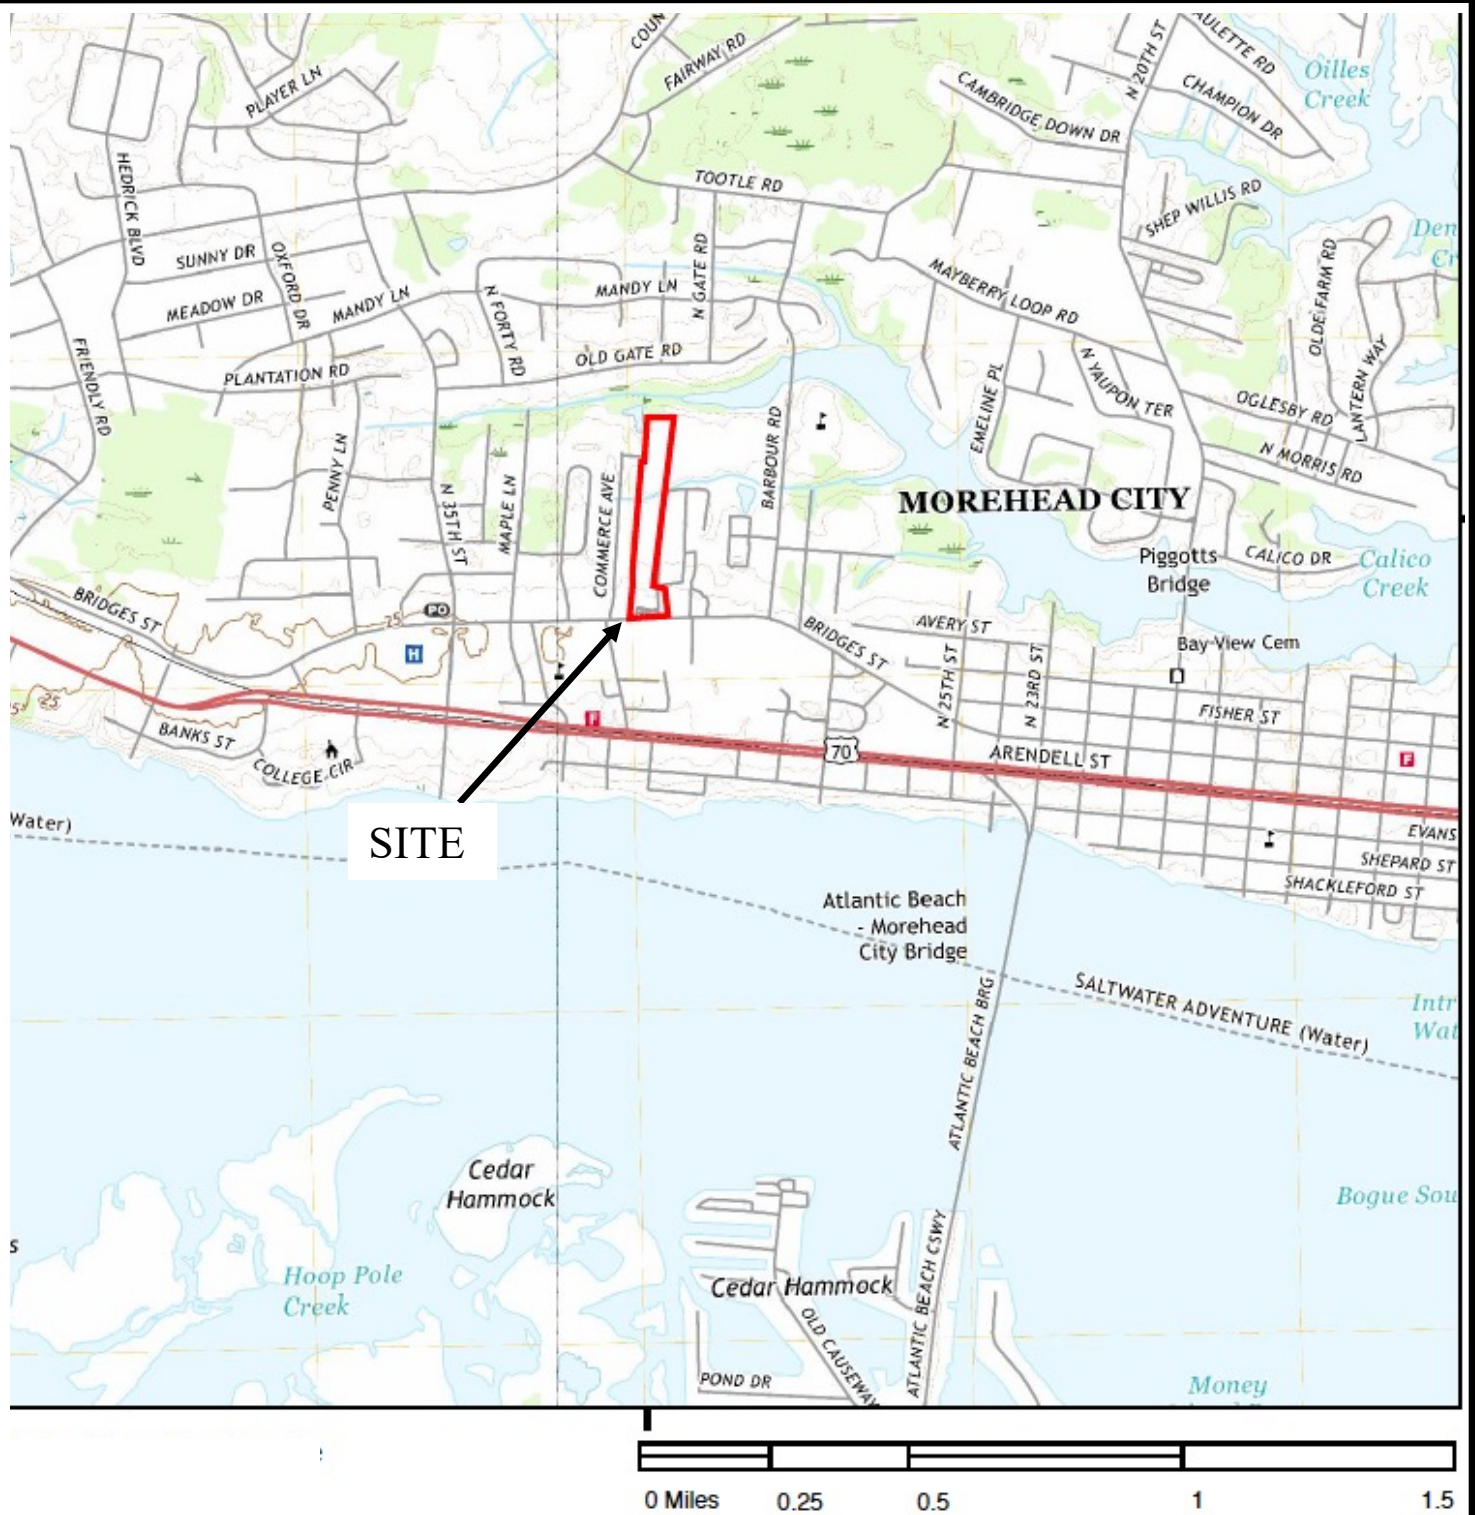 COUN
FAIRWAY RD
N 20TH ST
AULETTE RD
Oilles
Creek
PLAYER LN
CAMBRIDGE DOWN DR
CHAMPION DR
HEDRICK BLVD
TOOTLE RD
SHEP WILLIS RD
Den
Cr
SUNNY DR
OXFORD DR
N GATE RD
MEADOW DR
MANDY LN
N FORTY RD
MANDY LN
MAYBERRY LOOP RD
OLDE FARM RD
FRIENDLY RD
PLANTATION RD
OLD GATE RD
LANTERN WAY
EMELINE PL
N YAUPON TER
OGLESBY RD
N MORRIS RD
PENNY LN
N 35TH ST
MAPLE LN
COMMERCE AVE
BARBOUR RD
MOREHEAD CITY
Piggotts
Bridge
CALICO DR
Calico
Creek
BRIDGES ST
25
PO
H
BRIDGES ST
AVERY ST
Bay View Cem
N 25TH ST
N 23RD ST
25
5
F
FISHER ST
BANKS ST
COLLEGE CIR
70
ARENDELL ST
F
Water)
SITE
EVANS
SHEPARD ST
SHACKLEFORD ST
Atlantic Beach
- Morehead
City Bridge
ATLANTIC BEACH BRG
SALTWATER ADVENTURE (Water)
Intr
Wat
Cedar
Hammock
Bogue Sou
s
Hoop Pole
Creek
Cedar Hammock
ATLANTIC BEACH CSWY
OLD CAUSEWAY
POND DR
Money
0 Miles 0.25 0.5 1 1.5